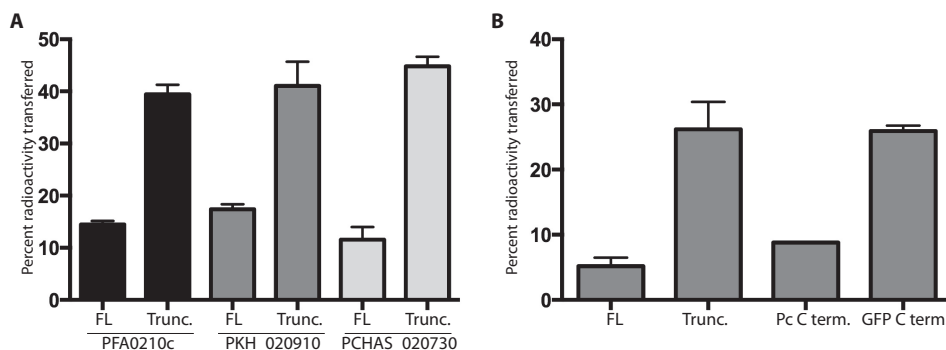 A
Percent radioactivity transferred
50
40
30
20
10
0
FL Trunc. FL Trunc. FL Trunc.
PFA0210c PKH 020910 PCHAS 020730
B
Percent radioactivity transferred
40
30
20
10
0
FL Trunc. Pc C term. GFP C term.